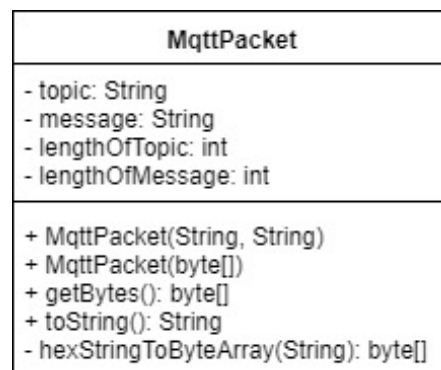 MqttPacket
- topic: String
- message: String
- lengthOfTopic: int
- lengthOfMessage: int
+ MqttPacket(String, String)
+ MqttPacket(byte[])
+ getBytes(): byte[]
+ toString(): String
- hexStringToByteArray(String): byte[]